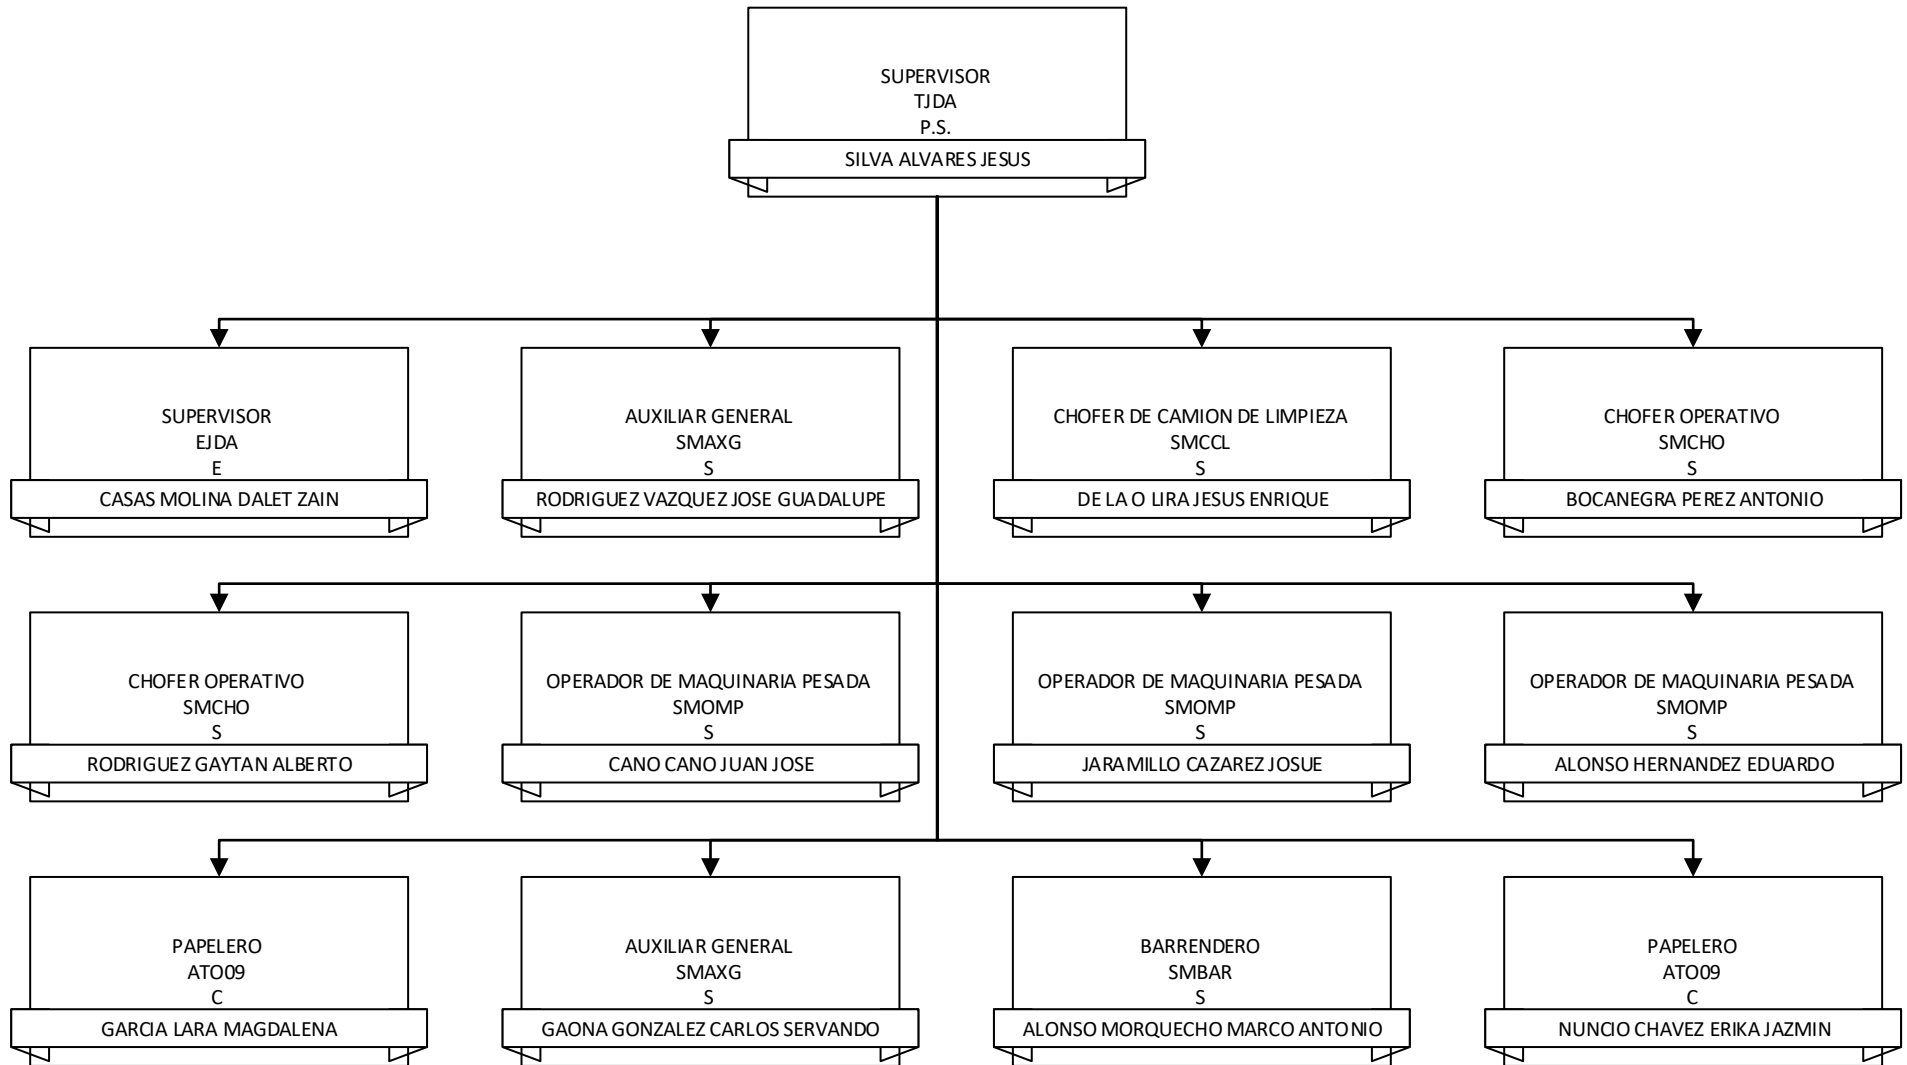 SUPERVISOR
TJDA
P.S.
SILVA ALVARES JESUS
SUPERVISOR
EJDA
E
CASAS MOLINA DALET ZAIN
AUXILIAR GENERAL
SMAXG
S
RODRIGUEZ VAZQUEZ JOSE GUADALUPE
CHOFER DE CAMION DE LIMPIEZA
SMCCL
S
DE LA O LIRA JESUS ENRIQUE
CHOFER OPERATIVO
SMCHO
S
BOCANEGRA PEREZ ANTONIO
CHOFER OPERATIVO
SMCHO
S
RODRIGUEZ GAYTAN ALBERTO
OPERADOR DE MAQUINARIA PESADA
SMOMP
S
CANO CANO JUAN JOSE
OPERADOR DE MAQUINARIA PESADA
SMOMP
S
JARAMILLO CAZAREZ JOSUE
OPERADOR DE MAQUINARIA PESADA
SMOMP
S
ALONSO HERNANDEZ EDUARDO
PAPELERO
ATO09
C
GARCIA LARA MAGDALENA
AUXILIAR GENERAL
SMAXG
S
GAONA GONZALEZ CARLOS SERVANDO
BARRENDERO
SMBAR
S
ALONSO MORQUECHO MARCO ANTONIO
PAPELERO
ATO09
C
NUNCIO CHAVEZ ERIKA JAZMIN